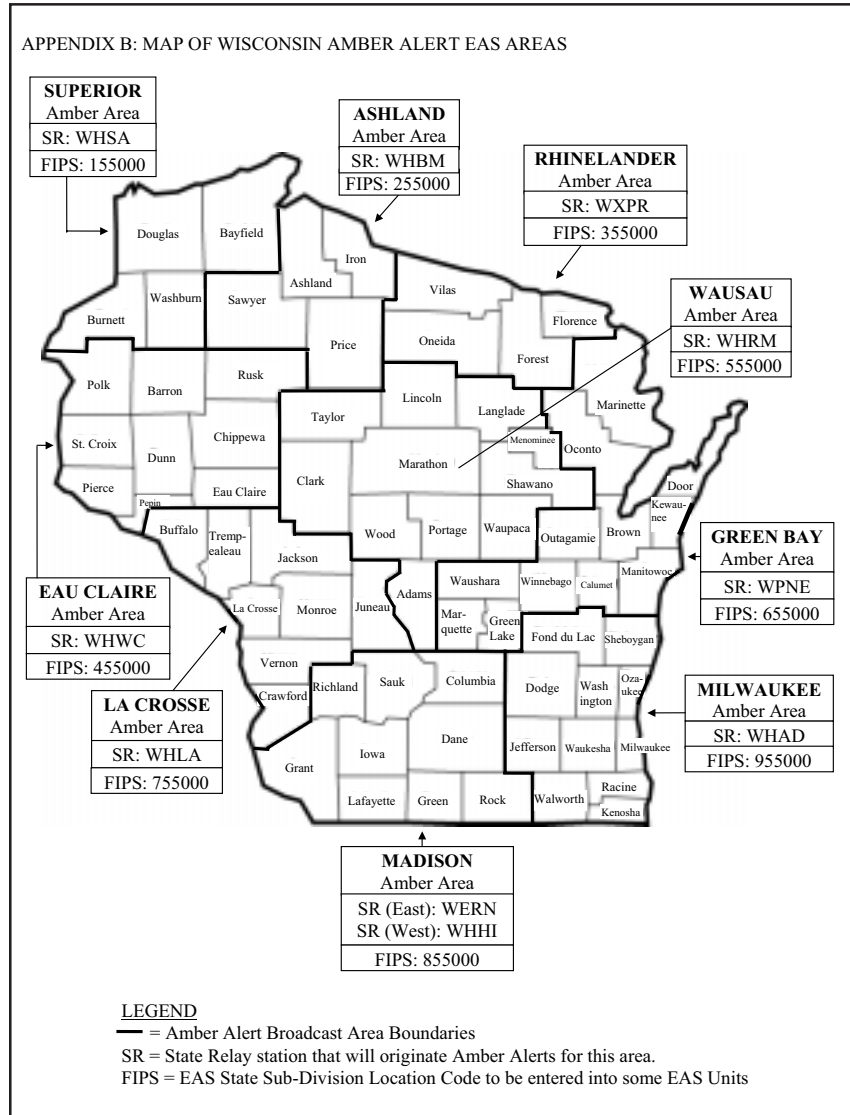 APPENDIX B: MAP OF WISCONSIN AMBER ALERT EAS AREAS
SUPERIOR
Amber Area
SR: WHSA
FIPS: 155000
ASHLAND
Amber Area
SR: WHBM
FIPS: 255000
RHINELANDER
Amber Area
SR: WXPR
FIPS: 355000
WAUSAU
Amber Area
SR: WHRM
FIPS: 555000
Douglas
Bayfield
Iron
Ashland
Vilas
Washburn
Sawyer
Burnett
Florence
Oneida
Price
Forest
Polk
Barron
Rusk
Lincoln
Langlade
Marinette
Taylor
Chippewa
St. Croix
Menominee
Oconto
Dunn
Marathon
Clark
Shawano
Door
Pierce
Eau Claire
Pepin
Kewau-
nee
Buffalo
Tremp-
ealeau
Wood
Portage
Waupaca
Outagamie
Brown
Jackson
Manitowoc
Adams
Waushara
Winnebago
Calumet
La Crosse
Monroe
Juneau
Mar-
quette
Green
Lake
Fond du Lac
Sheboygan
Vernon
Crawford
Richland
Sauk
Columbia
Dodge
Wash
ington
Oza-
ukee
Dane
Iowa
Jefferson
Waukesha
Milwaukee
Grant
Lafayette
Green
Rock
Walworth
Racine
Kenosha
GREEN BAY
Amber Area
SR: WPNE
FIPS: 655000
EAU CLAIRE
Amber Area
SR: WHWC
FIPS: 455000
LA CROSSE
Amber Area
SR: WHLA
FIPS: 755000
MILWAUKEE
Amber Area
SR: WHAD
FIPS: 955000
MADISON
Amber Area
SR (East): WERN
SR (West): WHHI
FIPS: 855000
LEGEND
= Amber Alert Broadcast Area Boundaries
SR = State Relay station that will originate Amber Alerts for this area.
FIPS = EAS State Sub-Division Location Code to be entered into some EAS Units